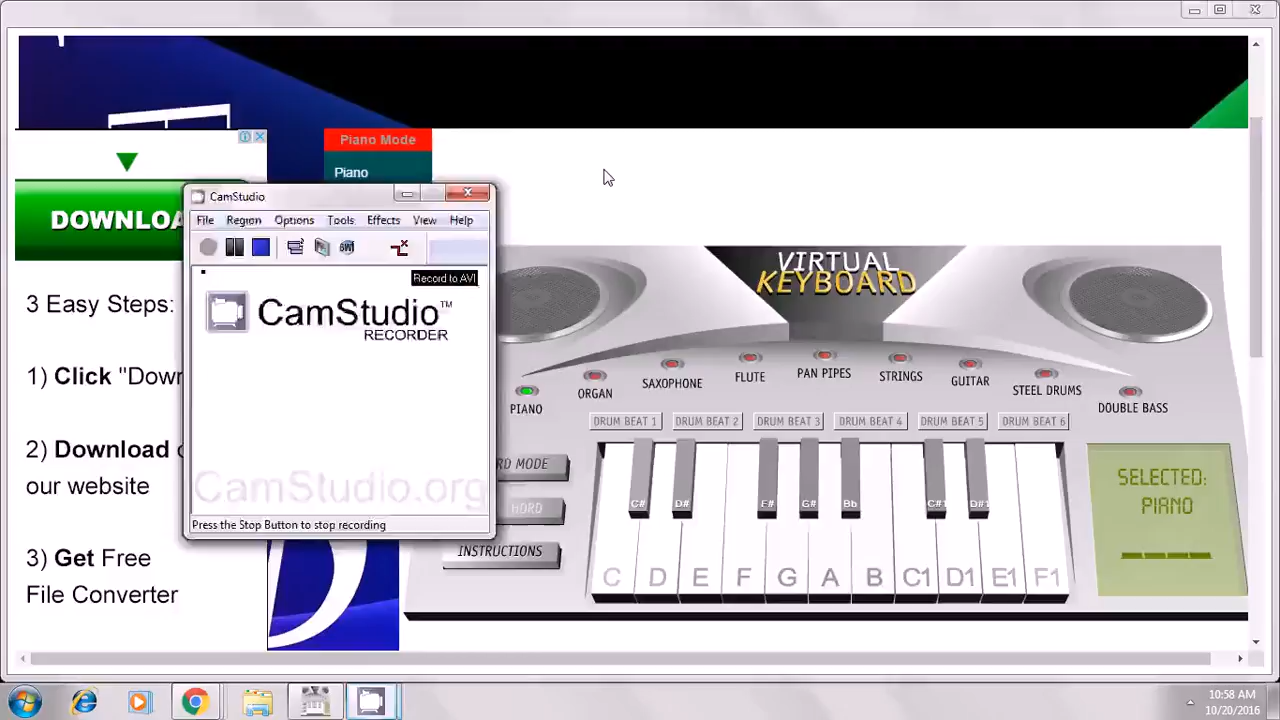 Piano Mode
Piano
DOWNLOA
3 Easy Steps:
1) Click "Down
2) Download
our website
3) Get Free
File Converter
CamStudio
File Region Options Tools Effects View Help
Record to AVI
CamStudio™
RECORDER
CamStudio.
Press the Stop Button to stop recording
VIRTUAL
KEYBOARD
PIANO ORGAN SAXOPHONE FLUTE PAN PIPES STRINGS GUITAR STEEL DRUMS DOUBLE BASS
DRUM BEAT 1 DRUM BEAT 2 DRUM BEAT 3 DRUM BEAT 4 DRUM BEAT 5 DRUM BEAT 6
RD MODE
HORD
INSTRUCTIONS
C# D# F# G# Bb C#1 D#1
C D E F G A B C1 D1 E1 F1
SELECTED:
PIANO
10:58 AM
10/20/2016